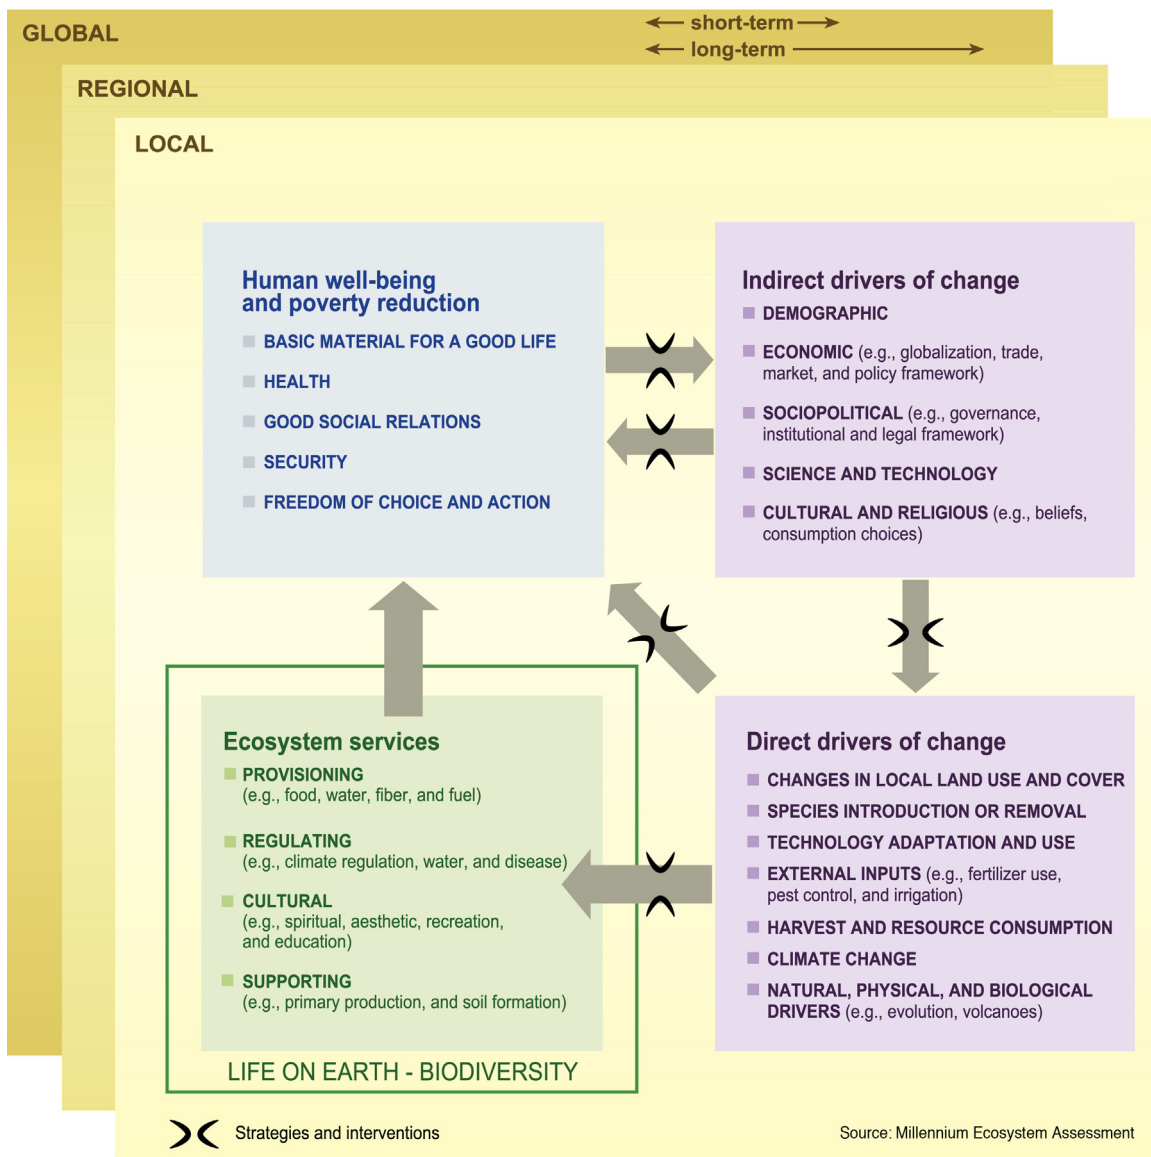 GLOBAL
short-term
long-term
REGIONAL
LOCAL
Human well-being
and poverty reduction
BASIC MATERIAL FOR A GOOD LIFE
HEALTH
GOOD SOCIAL RELATIONS
SECURITY
FREEDOM OF CHOICE AND ACTION
Indirect drivers of change
DEMOGRAPHIC
ECONOMIC (e.g., globalization, trade,
market, and policy framework)
SOCIOPOLITICAL (e.g., governance,
institutional and legal framework)
SCIENCE AND TECHNOLOGY
CULTURAL AND RELIGIOUS (e.g., beliefs,
consumption choices)
Ecosystem services
PROVISIONING
(e.g., food, water, fiber, and fuel)
REGULATING
(e.g., climate regulation, water, and disease)
CULTURAL
(e.g., spiritual, aesthetic, recreation,
and education)
SUPPORTING
(e.g., primary production, and soil formation)
LIFE ON EARTH - BIODIVERSITY
Direct drivers of change
CHANGES IN LOCAL LAND USE AND COVER
SPECIES INTRODUCTION OR REMOVAL
TECHNOLOGY ADAPTATION AND USE
EXTERNAL INPUTS (e.g., fertilizer use,
pest control, and irrigation)
HARVEST AND RESOURCE CONSUMPTION
CLIMATE CHANGE
NATURAL, PHYSICAL, AND BIOLOGICAL
DRIVERS (e.g., evolution, volcanoes)
Strategies and interventions
Source: Millennium Ecosystem Assessment